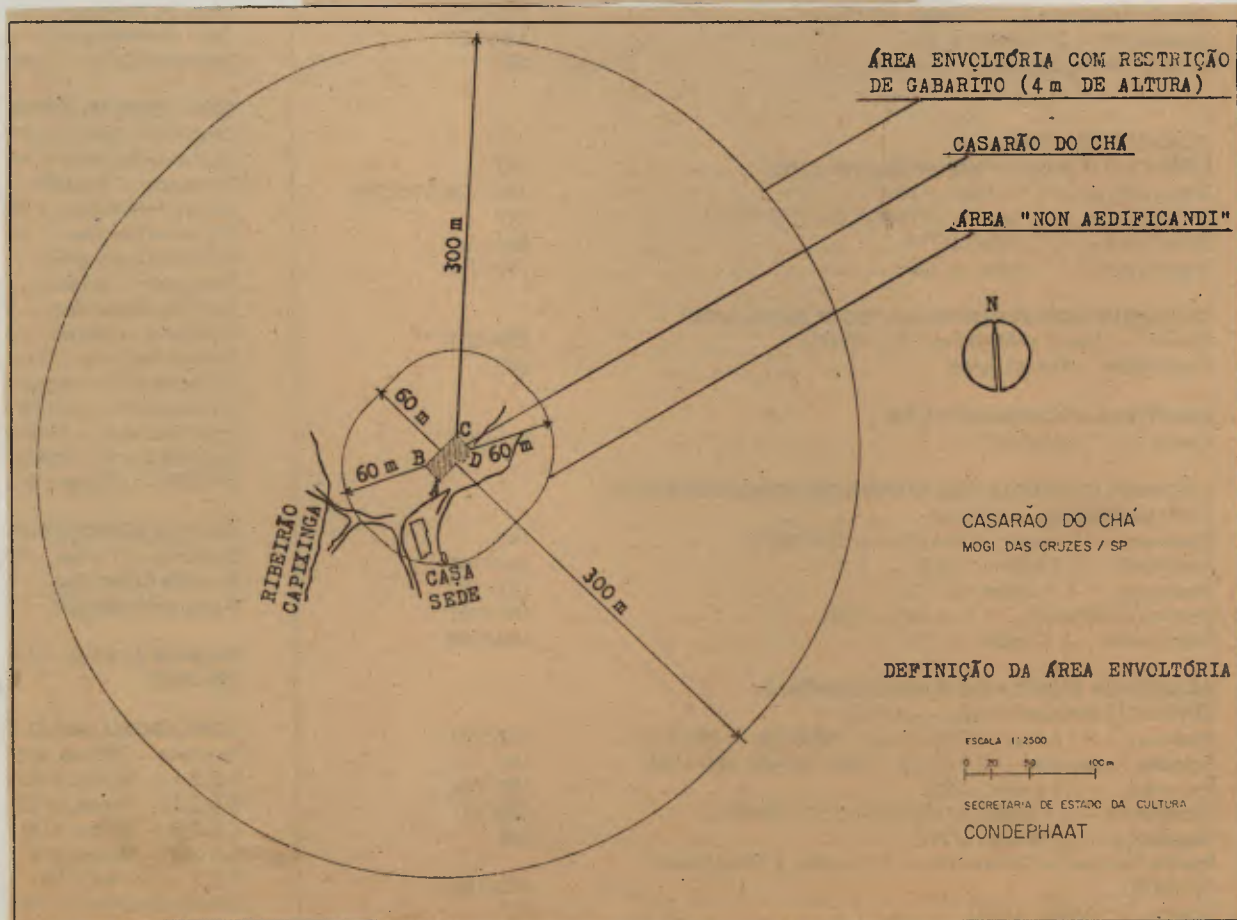 ÁREA ENVOLTÓRIA COM RESTRIÇÃO
DE GABARITO (4 m DE ALTURA)
CASARÃO DO CHÁ
ÁREA "NON AEDIFICANDI"
N
300 m
60 m
60 m
60 m
C
B
D
A
300 m
RIBEIRÃO
CAPIXINGA
CASA
SEDE
CASARÃO DO CHÁ
MOGI DAS CRUZES / SP
DEFINIÇÃO DA ÁREA ENVOLTÓRIA
ESCALA 1:2500
0 20 50 100 m
SECRETARIA DE ESTADO DA CULTURA
CONDEPHAAT